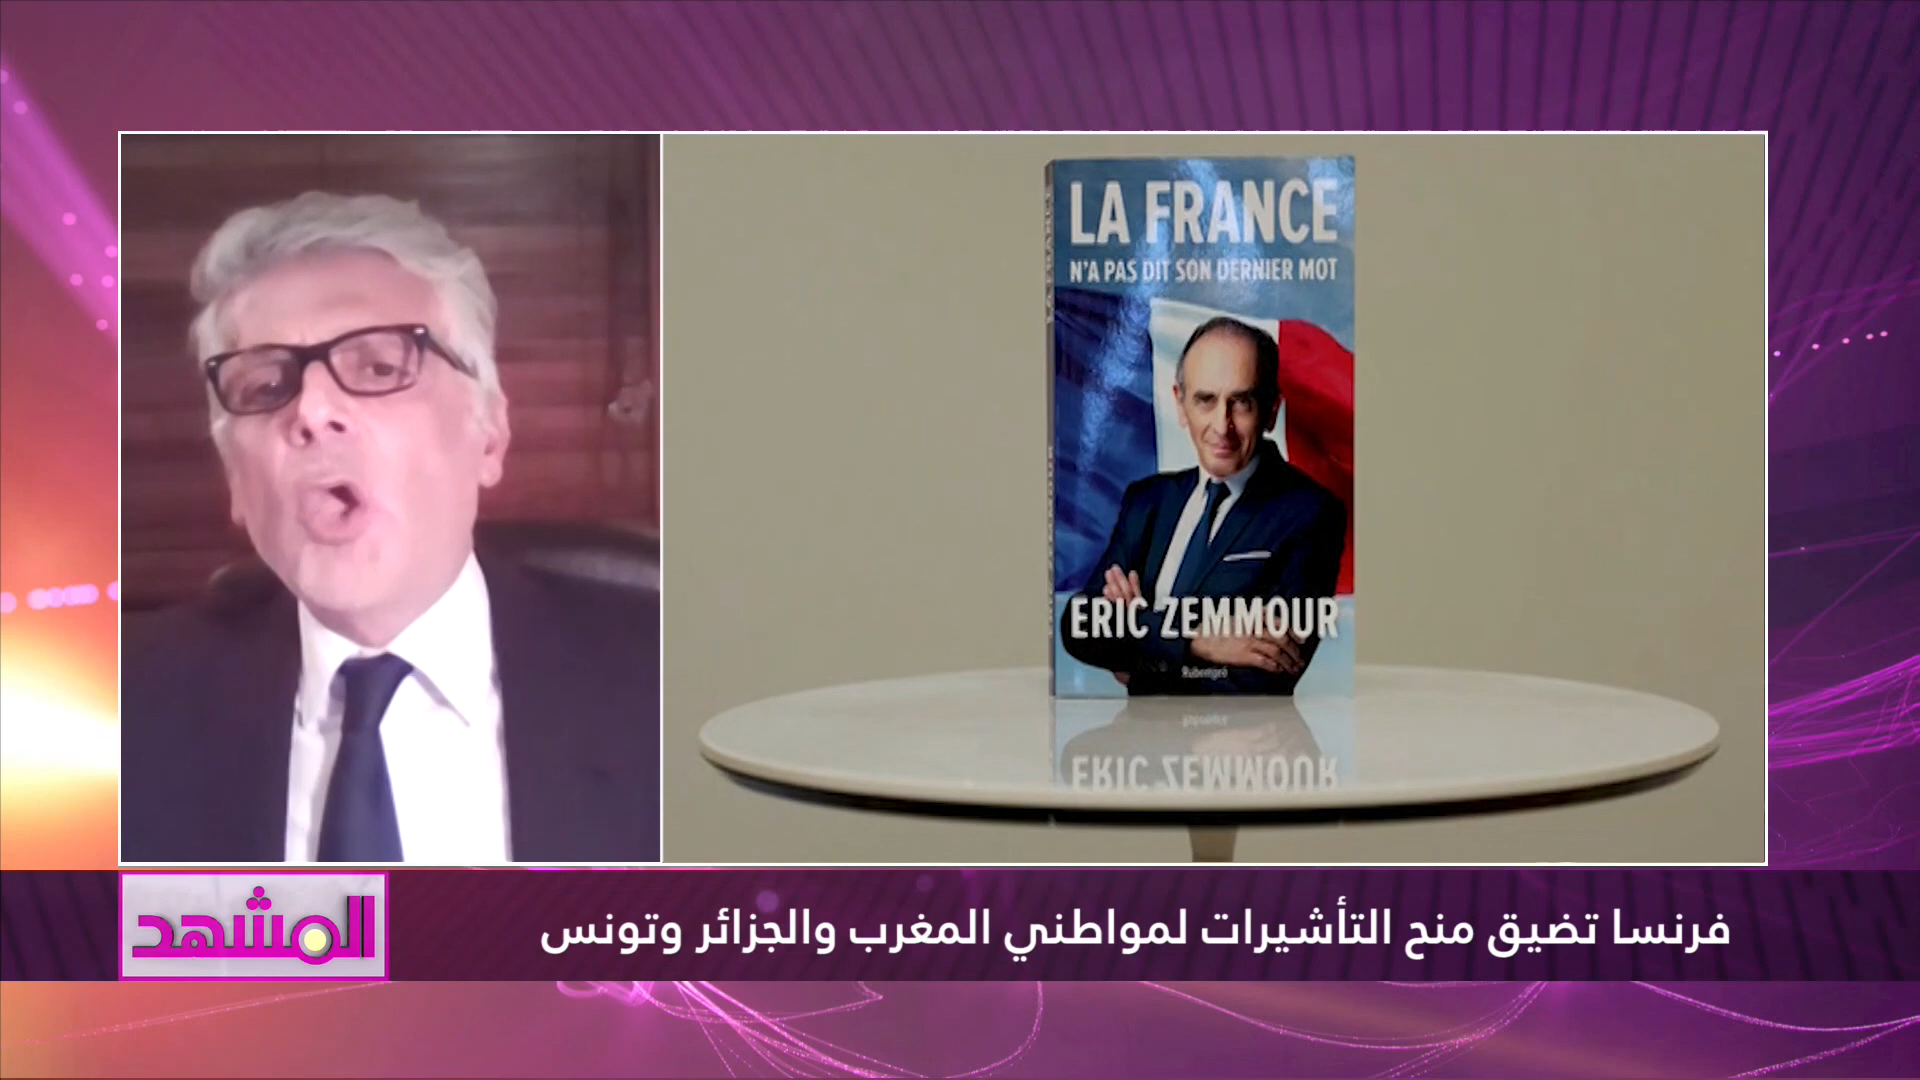 LA FRANCE
N'A PAS DIT SON DERNIER MOT
ERIC ZEMMOUR
Rubempré
ERIC ZEMMOUR
فرنسا تضيق منح التأشيرات لمواطني المغرب والجزائر وتونس
المشهد